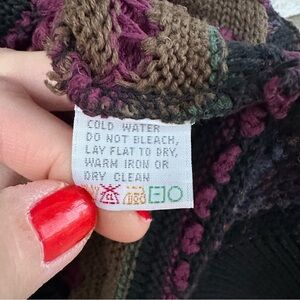 COLD WATER
DO NOT BLEACH,
LAY FLAT TO DRY,
WARM IRON OR
DRY CLEAN